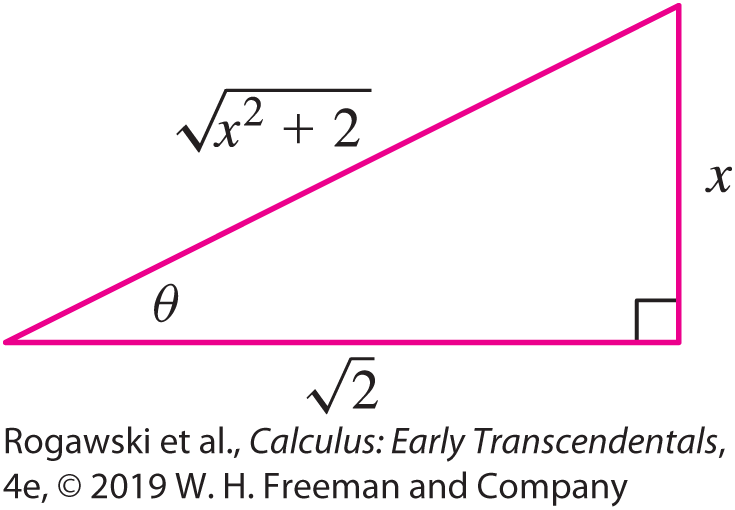 √x² + 2
x
θ
√2
Rogawski et al., Calculus: Early Transcendentals,
4e, © 2019 W. H. Freeman and Company